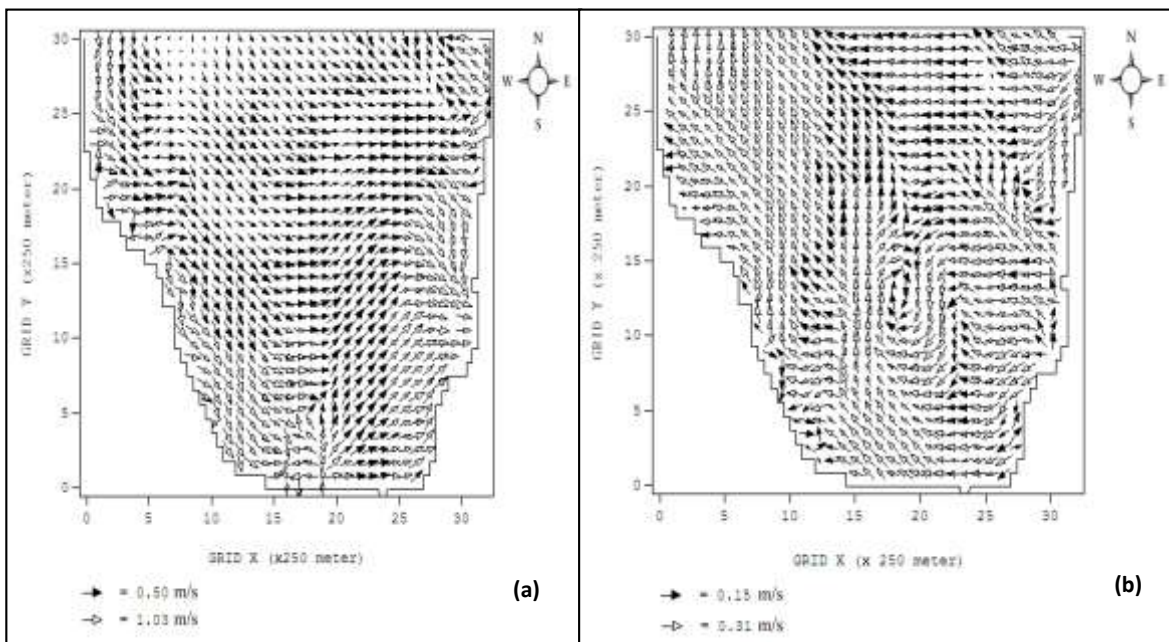 30
25
20
15
10
5
0
GRID Y (x250 meter)
0 5 10 15 20 25 30
GRID X (x250 meter)
= 0.50 m/s
= 1.03 m/s
N
W E
S
(a)
30
25
20
15
10
5
0
GRID Y (x 250 meter)
0 5 10 15 20 25 30
GRID X (x 250 meter)
= 0.15 m/s
= 0.31 m/s
N
W E
S
(b)